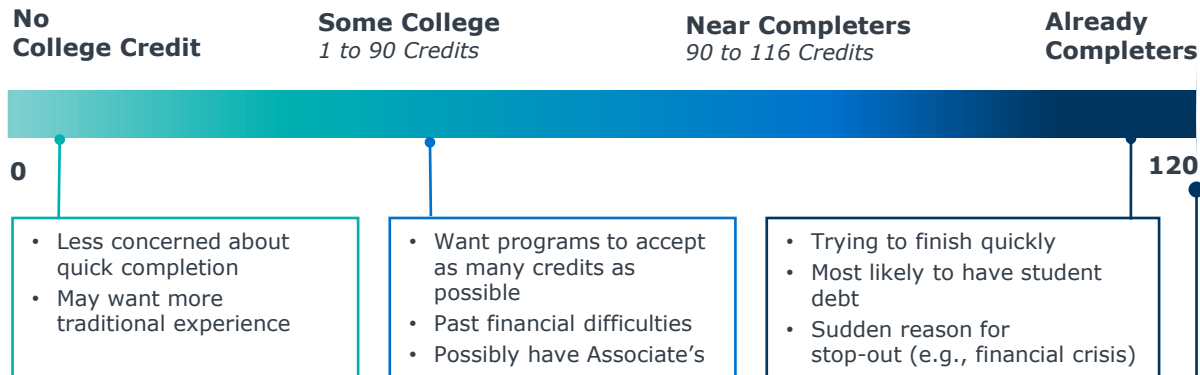 No
College Credit
Some College
1 to 90 Credits
Near Completers
90 to 116 Credits
Already
Completers
0
120
• Less concerned about
quick completion
• May want more
traditional experience
• Want programs to accept
as many credits as
possible
• Past financial difficulties
• Possibly have Associate's
• Trying to finish quickly
• Most likely to have student
debt
• Sudden reason for
stop-out (e.g., financial crisis)